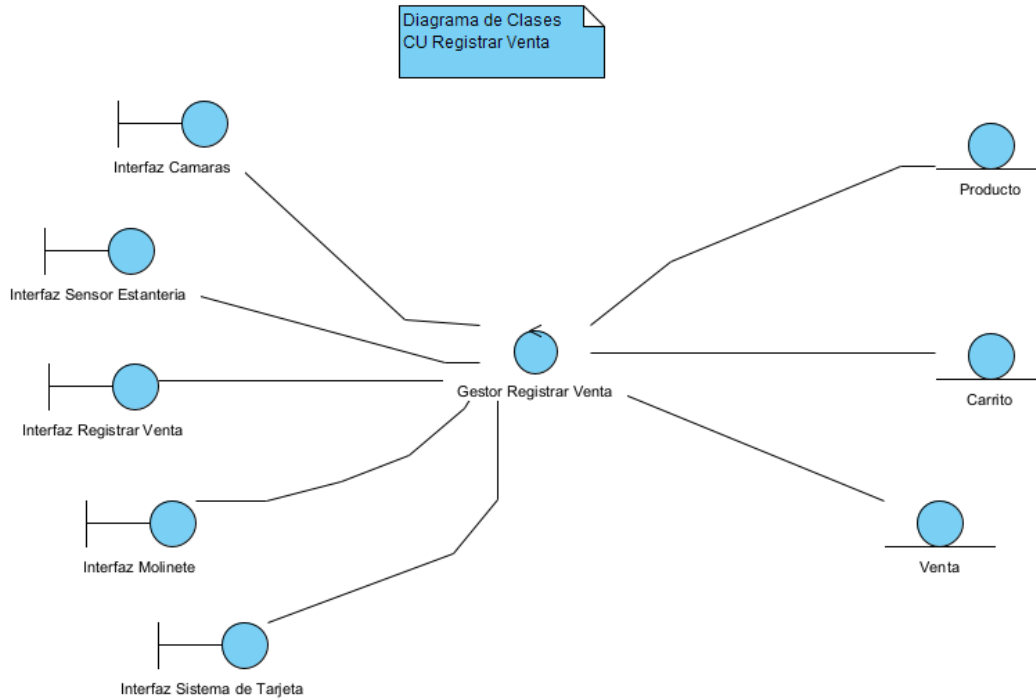 Diagrama de Clases
CU Registrar Venta
Interfaz Camaras
Producto
Interfaz Sensor Estanteria
Gestor Registrar Venta
Carrito
Interfaz Registrar Venta
Interfaz Molinete
Venta
Interfaz Sistema de Tarjeta